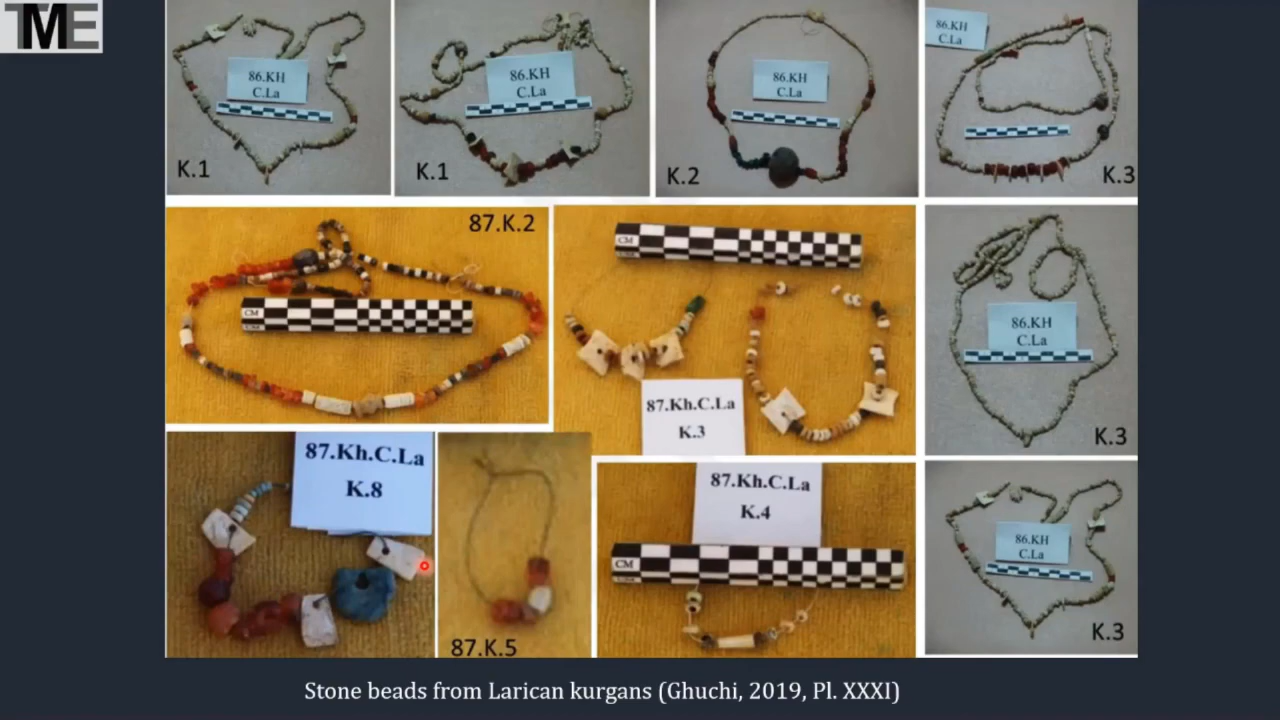 TME
86.KH
C.La
K.1
86.KH
C.La
K.1
86.KH
C.La
K.2
86.KH
C.La
K.3
87.K.2
CM
CM
87.Kh.C.La
K.3
86.KH
C.La
K.3
87.Kh.C.La
K.8
87.K.5
87.Kh.C.La
K.4
CM
86.KH
C.La
K.3
Stone beads from Larican kurgans (Ghuchi, 2019, Pl. XXXI)